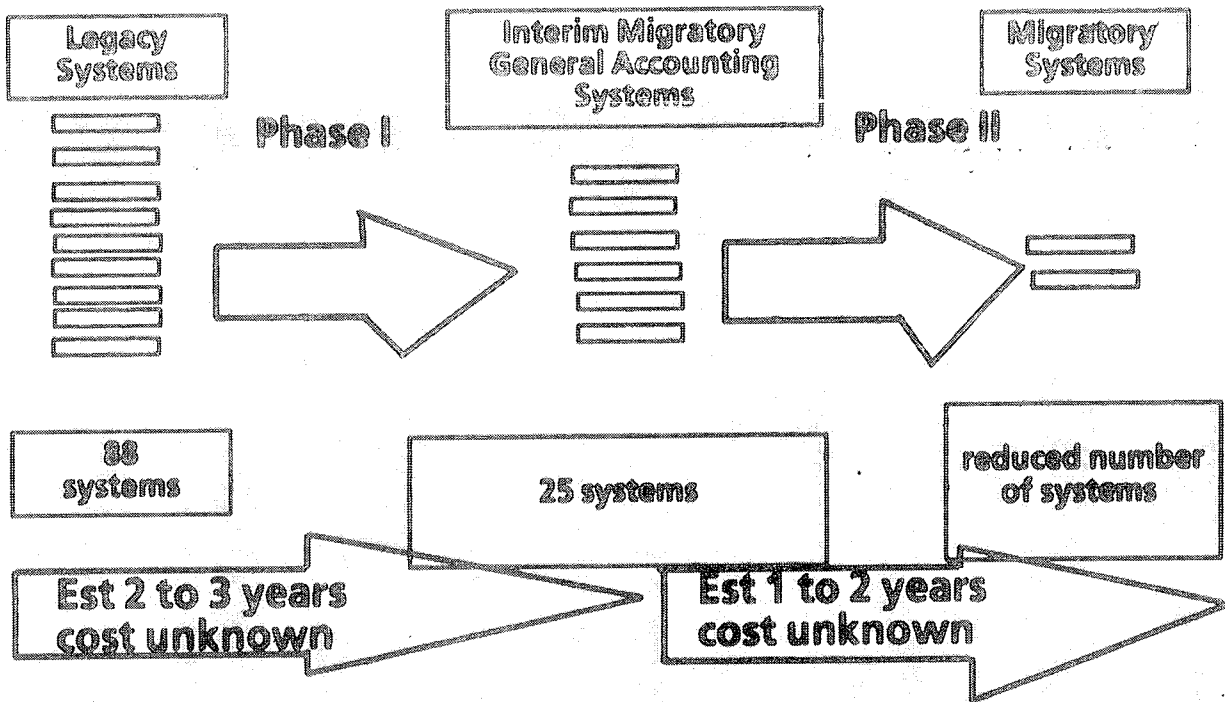 Legacy
Systems
Interim Migratory
General Accounting
Systems
Migratory
Systems
Phase I
Phase II
88
systems
25 systems
reduced number
of systems
Est 2 to 3 years
cost unknown
Est 1 to 2 years
cost unknown